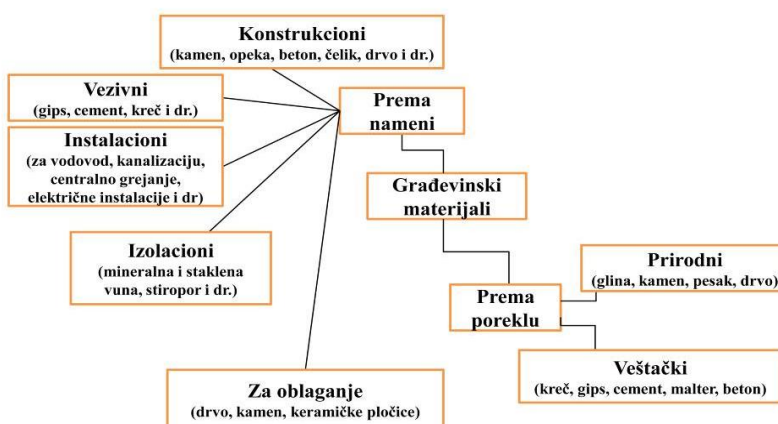 Konstrukcioni
(kamen, opeka, beton, čelik, drvo i dr.)
Vezivni
(gips, cement, kreč i dr.)
Prema
nameni
Instalacioni
(za vodovod, kanalizaciju,
centralno grejanje,
električne instalacije i dr)
Građevinski
materijali
Izolacioni
(mineralna i staklena
vuna, stiropor i dr.)
Prirodni
(glina, kamen, pesak, drvo)
Prema
poreklu
Veštački
(kreč, gips, cement, malter, beton)
Za oblaganje
(drvo, kamen, keramičke pločice)